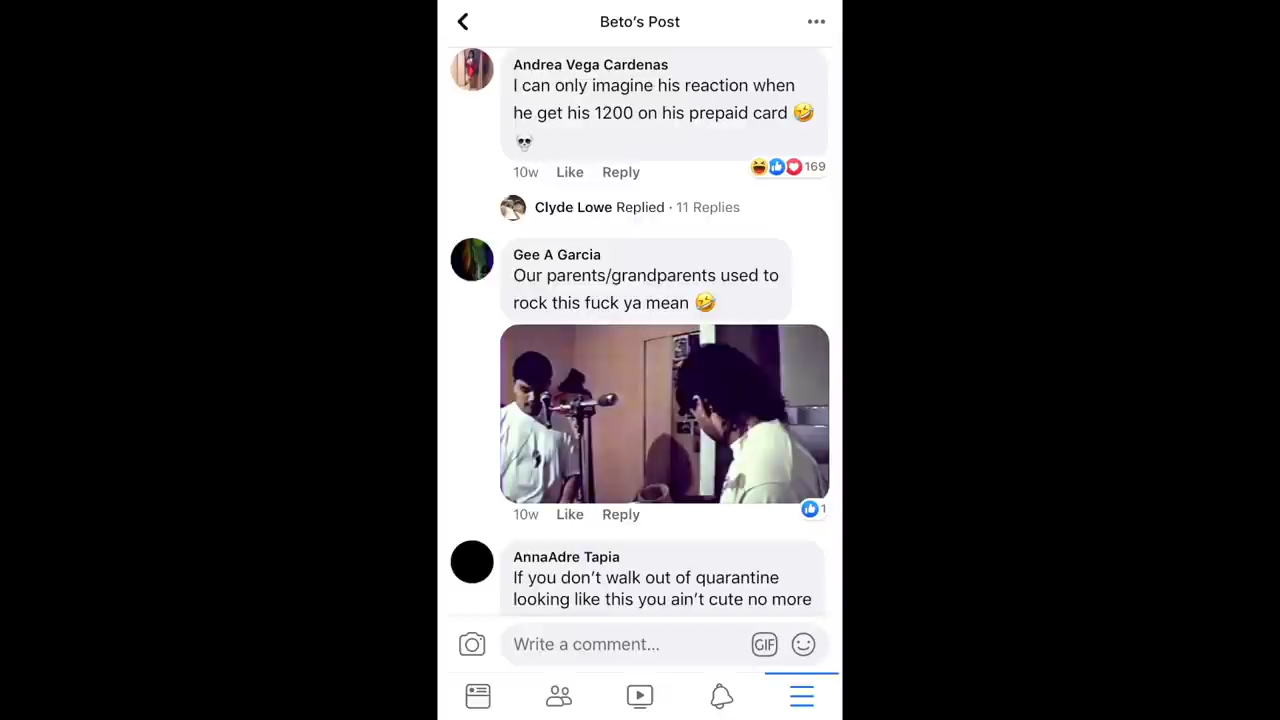 Beto's Post
Andrea Vega Cardenas
I can only imagine his reaction when
he get his 1200 on his prepaid card 🤣
💀
10w Like Reply 169
Clyde Lowe Replied · 11 Replies
Gee A Garcia
Our parents/grandparents used to
rock this fuck ya mean 🤣
10w Like Reply 1
AnnaAdre Tapia
If you don't walk out of quarantine
looking like this you ain't cute no more
Write a comment... GIF